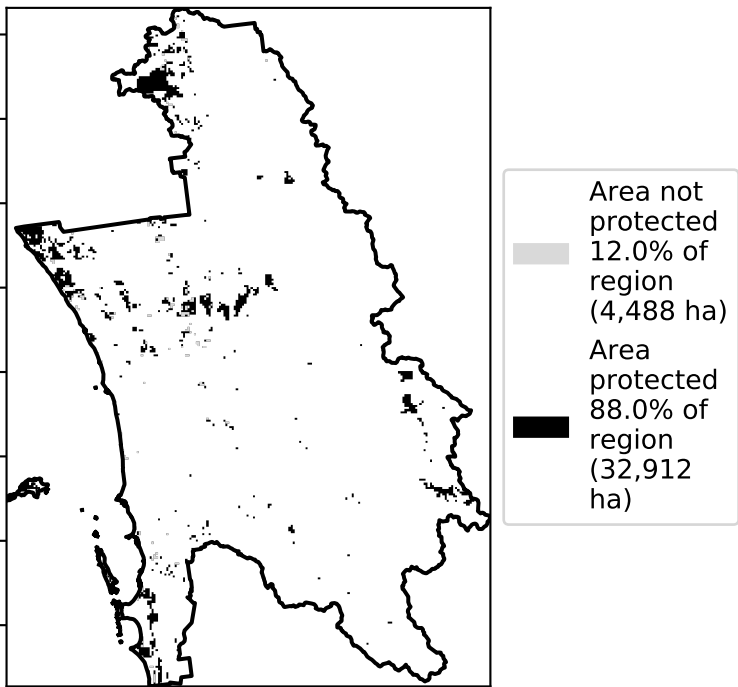 Area not
protected
12.0% of
region
(4,488 ha)
Area
protected
88.0% of
region
(32,912
ha)